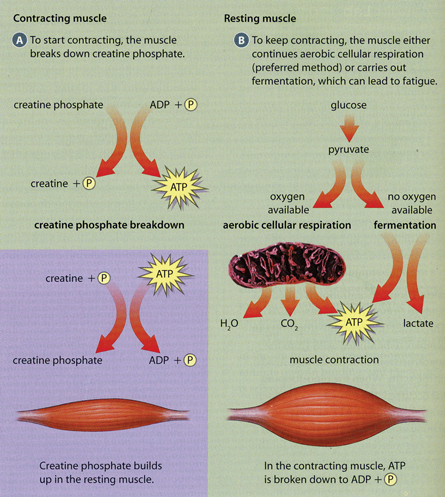 Contracting muscle
A To start contracting, the muscle
breaks down creatine phosphate.
creatine phosphate ADP + P
creatine + P ATP
creatine phosphate breakdown
creatine + P ATP
creatine phosphate ADP + P
Creatine phosphate builds
up in the resting muscle.
Resting muscle
B To keep contracting, the muscle either
continues aerobic cellular respiration
(preferred method) or carries out
fermentation, which can lead to fatigue.
glucose
pyruvate
oxygen
available
no oxygen
available
aerobic cellular respiration fermentation
H2O CO2 ATP lactate
muscle contraction
In the contracting muscle, ATP
is broken down to ADP + P